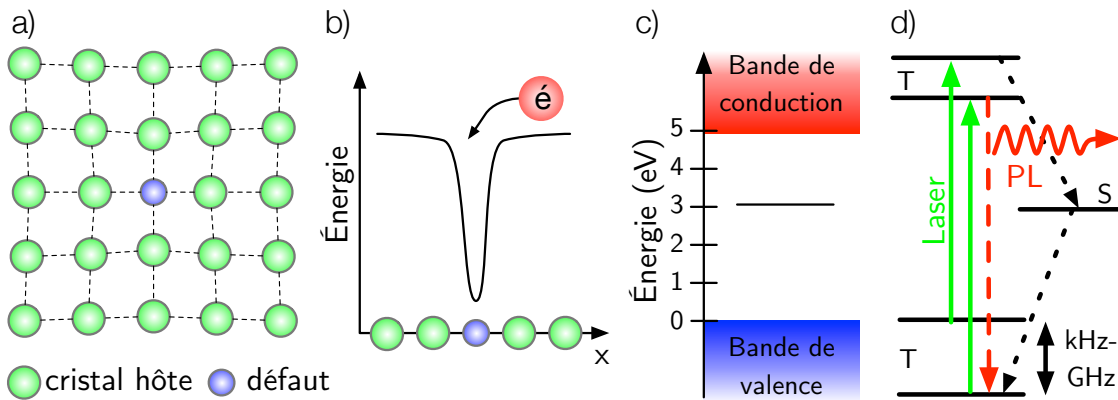 a)
cristal hôte
défaut
b)
Énergie
é
x
c)
Énergie (eV)
5
4
3
2
1
0
Bande de
conduction
Bande de
valence
d)
T
PL
S
Laser
T
kHz-
GHz